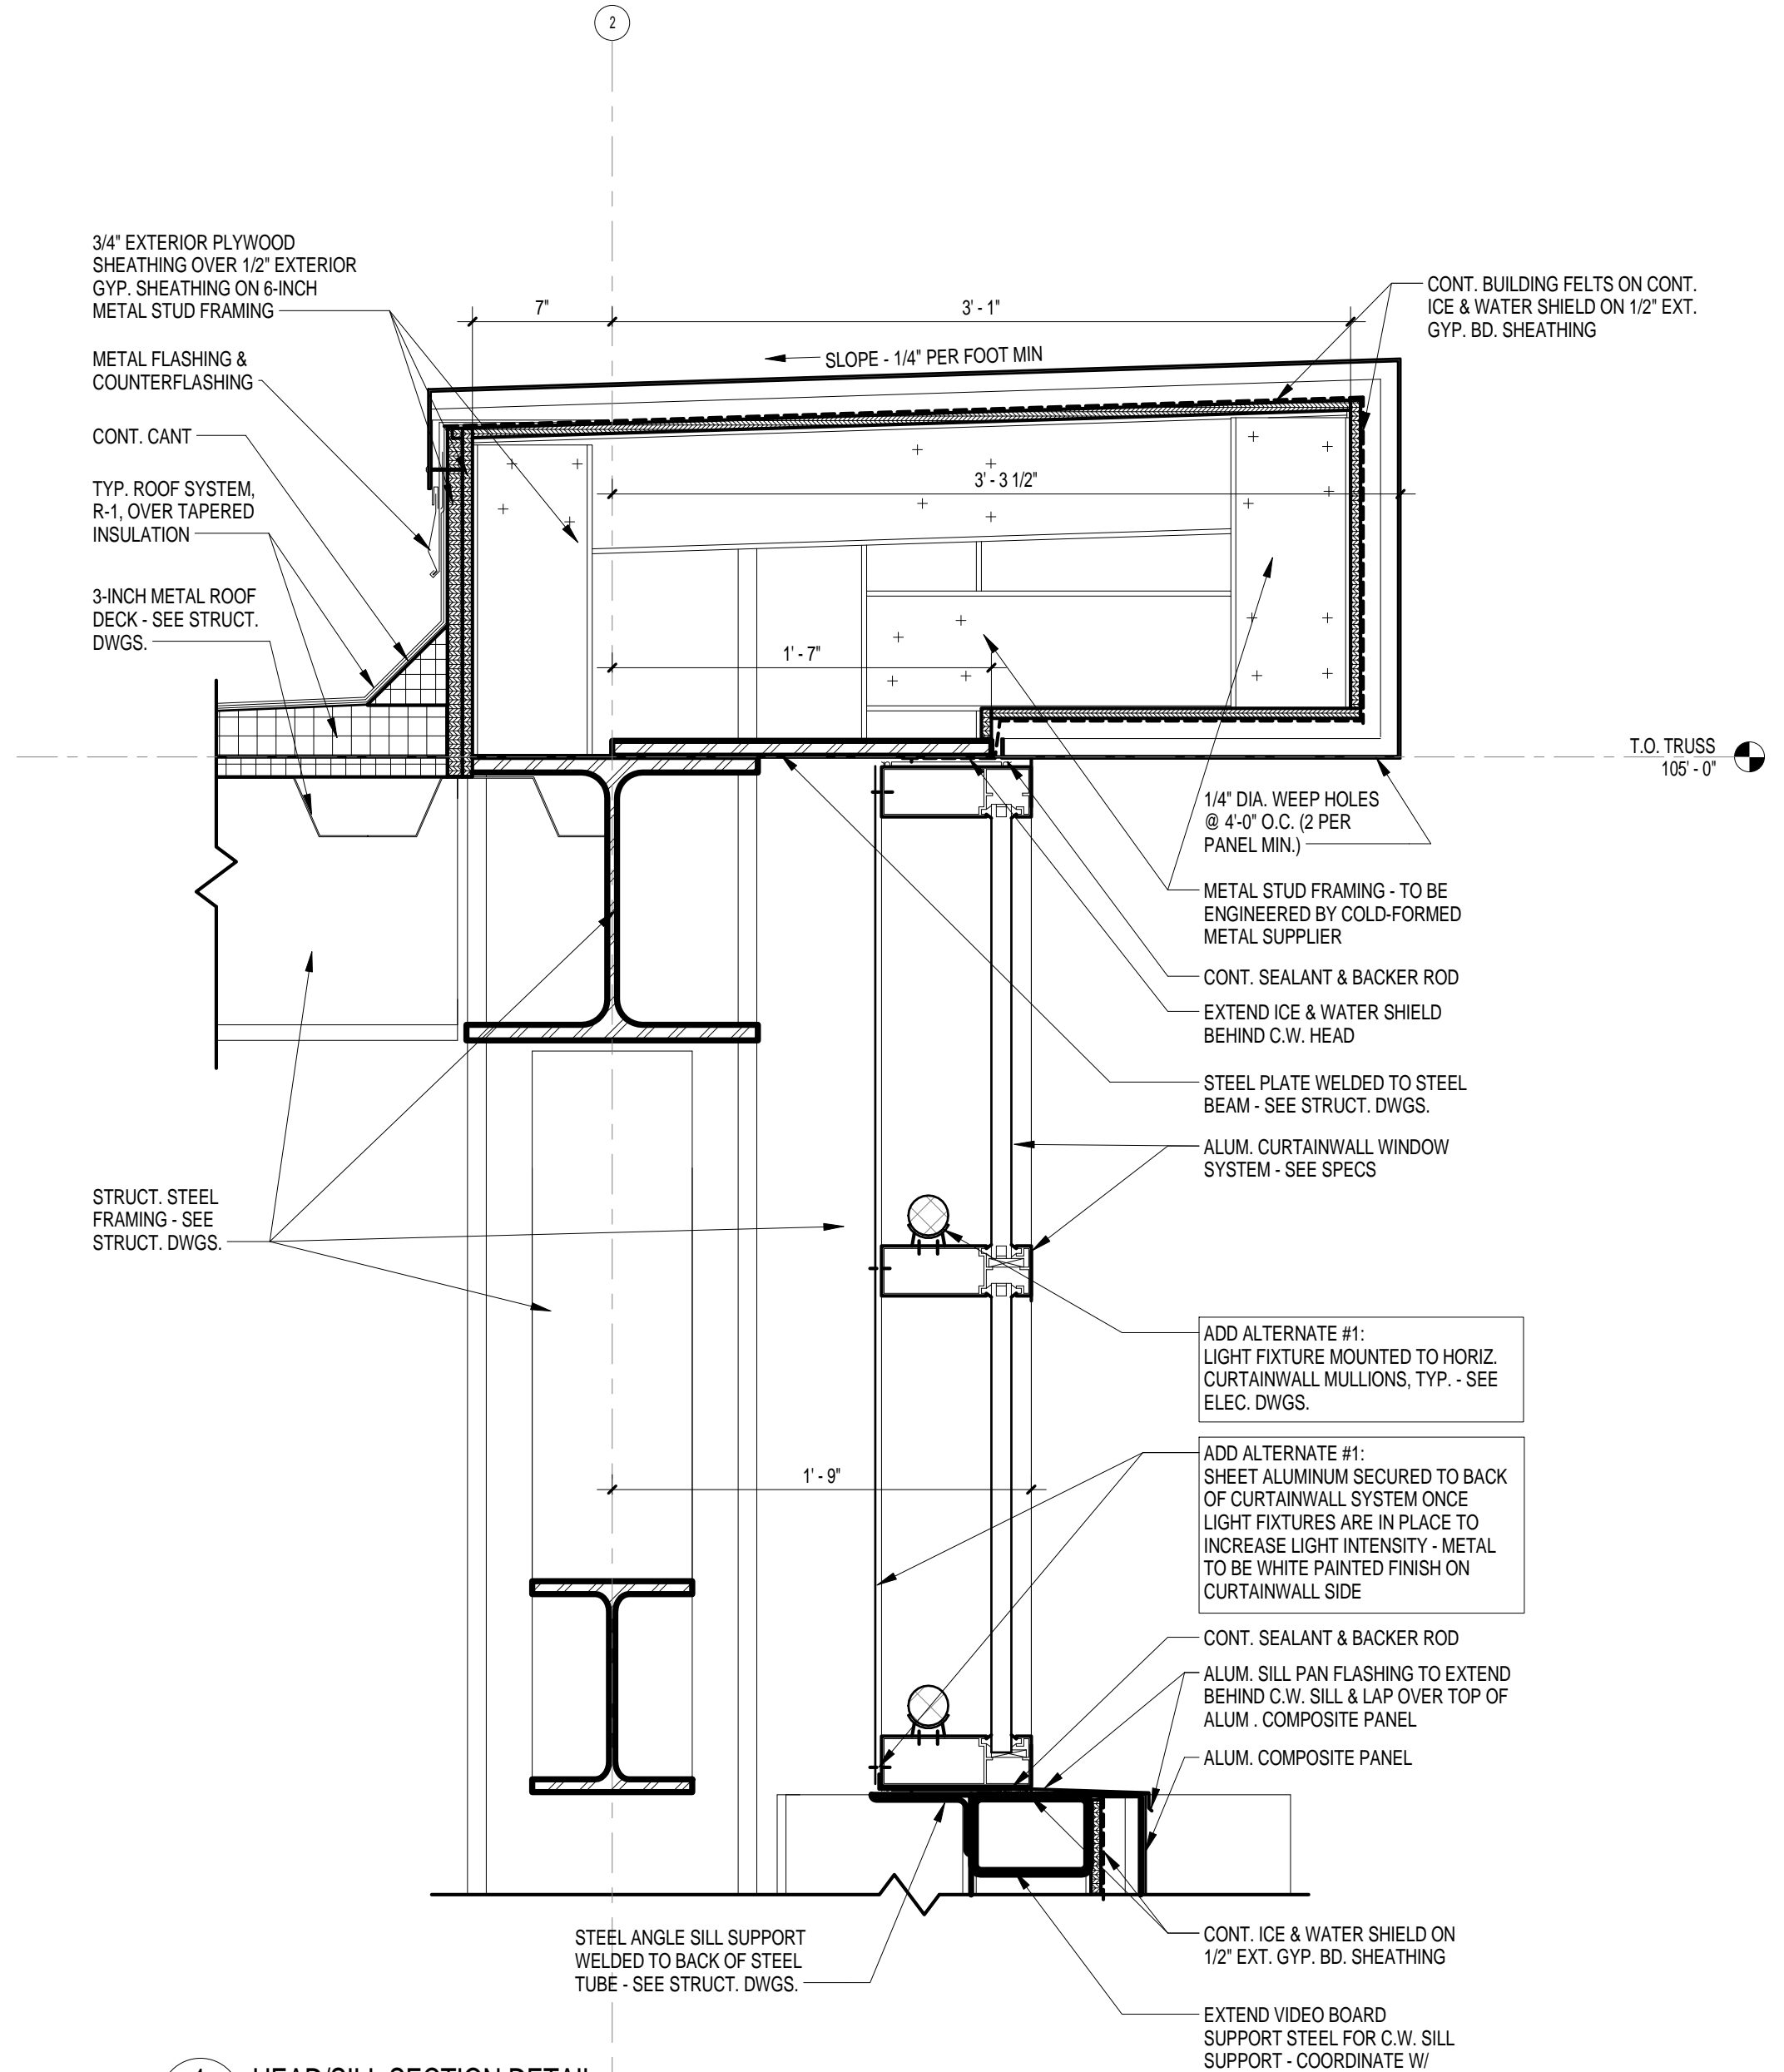 2
3/4" EXTERIOR PLYWOOD
SHEATHING OVER 1/2" EXTERIOR
GYP. SHEATHING ON 6-INCH
METAL STUD FRAMING
METAL FLASHING &
COUNTERFLASHING
CONT. CANT
TYP. ROOF SYSTEM,
R-1, OVER TAPERED
INSULATION
3-INCH METAL ROOF
DECK - SEE STRUCT.
DWGS.
STRUCT. STEEL
FRAMING - SEE
STRUCT. DWGS.
7"
3' - 1"
SLOPE - 1/4" PER FOOT MIN
3' - 3 1/2"
1' - 7"
1' - 9"
CONT. BUILDING FELTS ON CONT.
ICE & WATER SHIELD ON 1/2" EXT.
GYP. BD. SHEATHING
T.O. TRUSS
105' - 0"
1/4" DIA. WEEP HOLES
@ 4'-0" O.C. (2 PER
PANEL MIN.)
METAL STUD FRAMING - TO BE
ENGINEERED BY COLD-FORMED
METAL SUPPLIER
CONT. SEALANT & BACKER ROD
EXTEND ICE & WATER SHIELD
BEHIND C.W. HEAD
STEEL PLATE WELDED TO STEEL
BEAM - SEE STRUCT. DWGS.
ALUM. CURTAINWALL WINDOW
SYSTEM - SEE SPECS
ADD ALTERNATE #1:
LIGHT FIXTURE MOUNTED TO HORIZ.
CURTAINWALL MULLIONS, TYP. - SEE
ELEC. DWGS.
ADD ALTERNATE #1:
SHEET ALUMINUM SECURED TO BACK
OF CURTAINWALL SYSTEM ONCE
LIGHT FIXTURES ARE IN PLACE TO
INCREASE LIGHT INTENSITY - METAL
TO BE WHITE PAINTED FINISH ON
CURTAINWALL SIDE
CONT. SEALANT & BACKER ROD
ALUM. SILL PAN FLASHING TO EXTEND
BEHIND C.W. SILL & LAP OVER TOP OF
ALUM . COMPOSITE PANEL
ALUM. COMPOSITE PANEL
STEEL ANGLE SILL SUPPORT
WELDED TO BACK OF STEEL
TUBE - SEE STRUCT. DWGS.
CONT. ICE & WATER SHIELD ON
1/2" EXT. GYP. BD. SHEATHING
EXTEND VIDEO BOARD
SUPPORT STEEL FOR C.W. SILL
SUPPORT - COORDINATE W/
HEAD/SILL SECTION DETAIL